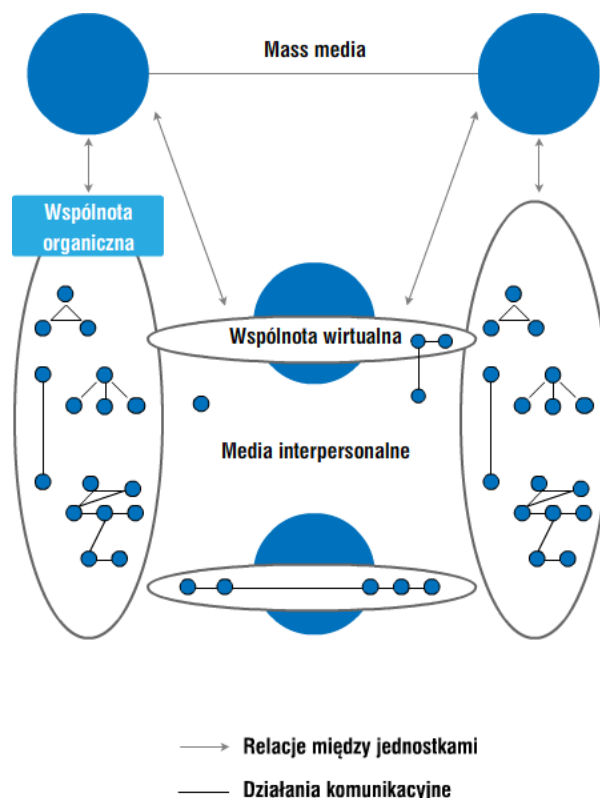 Mass media
Wspólnota
organiczna
Wspólnota wirtualna
Media interpersonalne
Relacje między jednostkami
Działania komunikacyjne